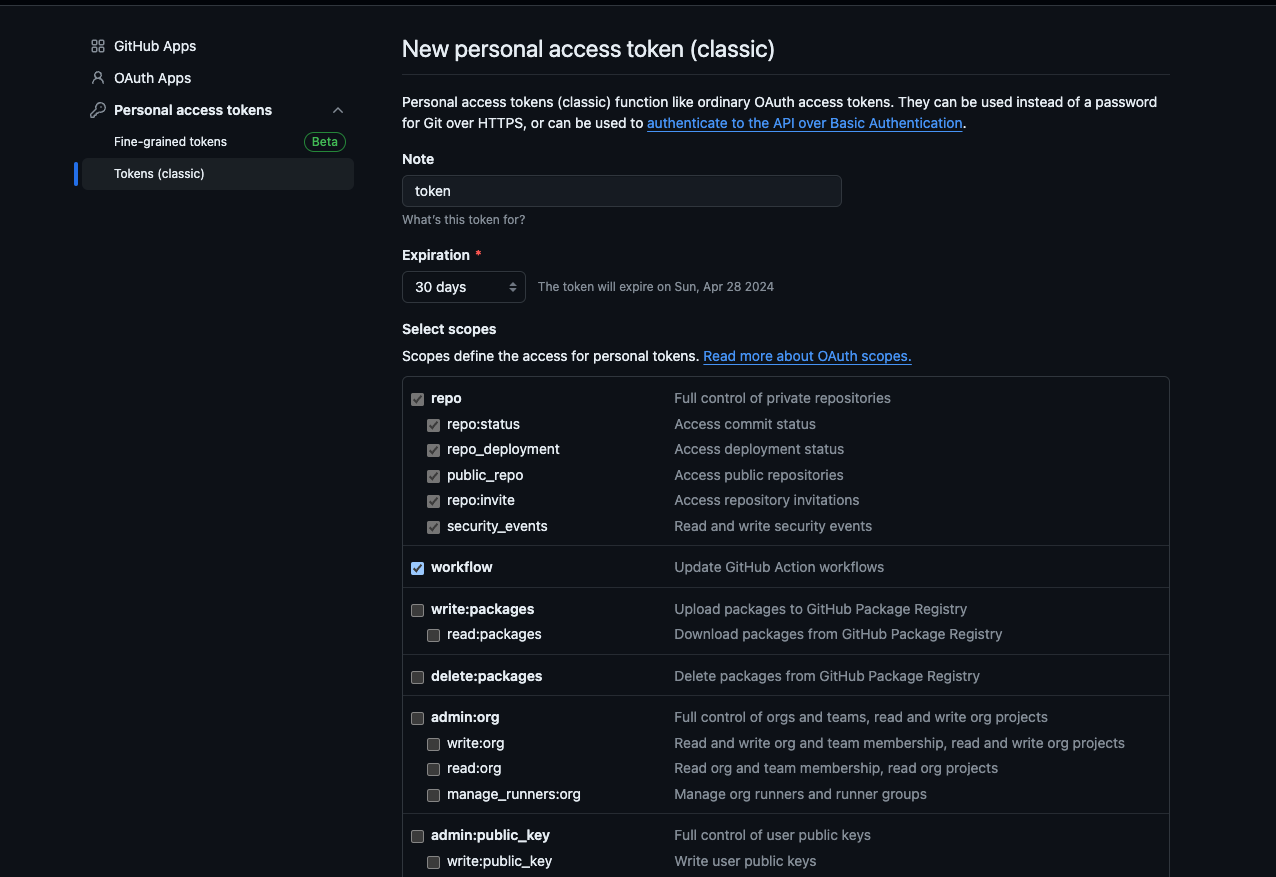 GitHub Apps
OAuth Apps
Personal access tokens
Fine-grained tokens Beta
Tokens (classic)
New personal access token (classic)
Personal access tokens (classic) function like ordinary OAuth access tokens. They can be used instead of a password
for Git over HTTPS, or can be used to authenticate to the API over Basic Authentication.
Note
token
What's this token for?
Expiration *
30 days The token will expire on Sun, Apr 28 2024
Select scopes
Scopes define the access for personal tokens. Read more about OAuth scopes.
repo Full control of private repositories
repo:status Access commit status
repo_deployment Access deployment status
public_repo Access public repositories
repo:invite Access repository invitations
security_events Read and write security events
workflow Update GitHub Action workflows
write:packages Upload packages to GitHub Package Registry
read:packages Download packages from GitHub Package Registry
delete:packages Delete packages from GitHub Package Registry
admin:org Full control of orgs and teams, read and write org projects
write:org Read and write org and team membership, read and write org projects
read:org Read org and team membership, read org projects
manage_runners:org Manage org runners and runner groups
admin:public_key Full control of user public keys
write:public_key Write user public keys